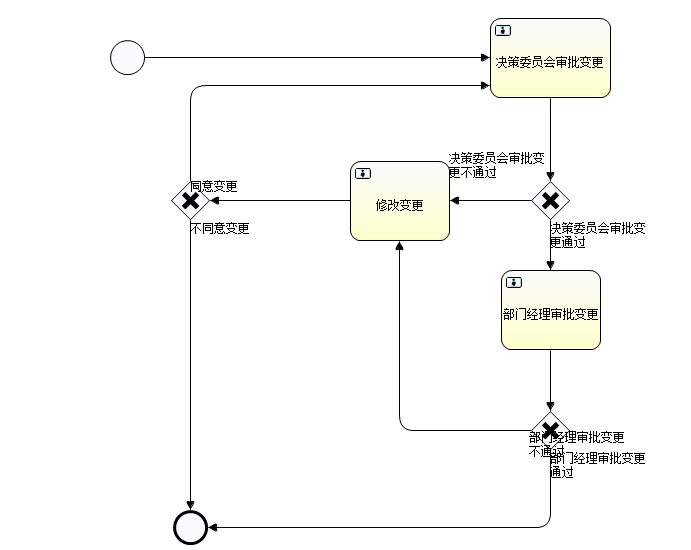 决策委员会审批变更
决策委员会审批变
更不通过
同意变更
修改变更
不同意变更
决策委员会审批变
更通过
部门经理审批变更
部门经理审批变更
不通过
部门经理审批变更
通过